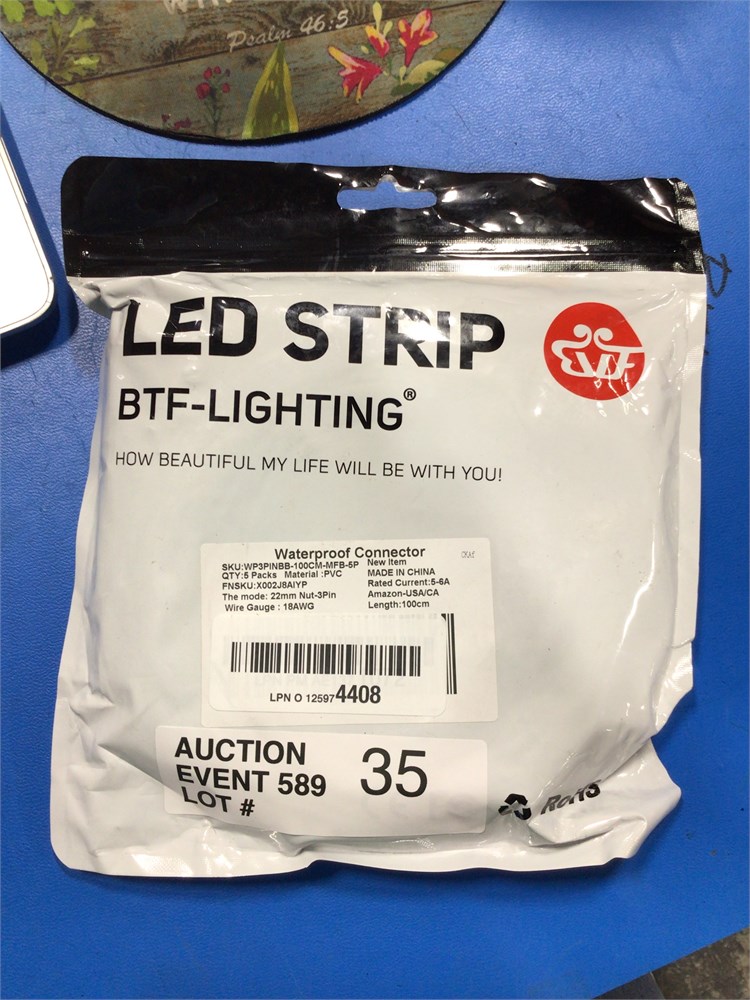 Psalm 46:5
LED STRIP
BTF-LIGHTING®
HOW BEAUTIFUL MY LIFE WILL BE WITH YOU!
Waterproof Connector
SKU:WP3PINBB-100CM-MFB-5P New Item
QTY:5 Packs Material :PVC MADE IN CHINA
FNSKU:X002J8AIYP Rated Current:5-6A
The mode: 22mm Nut-3Pin Amazon-USA/CA
Wire Gauge : 18AWG Length:100cm
LPN O 125974408
AUCTION
EVENT 589 35
LOT #
RoHS